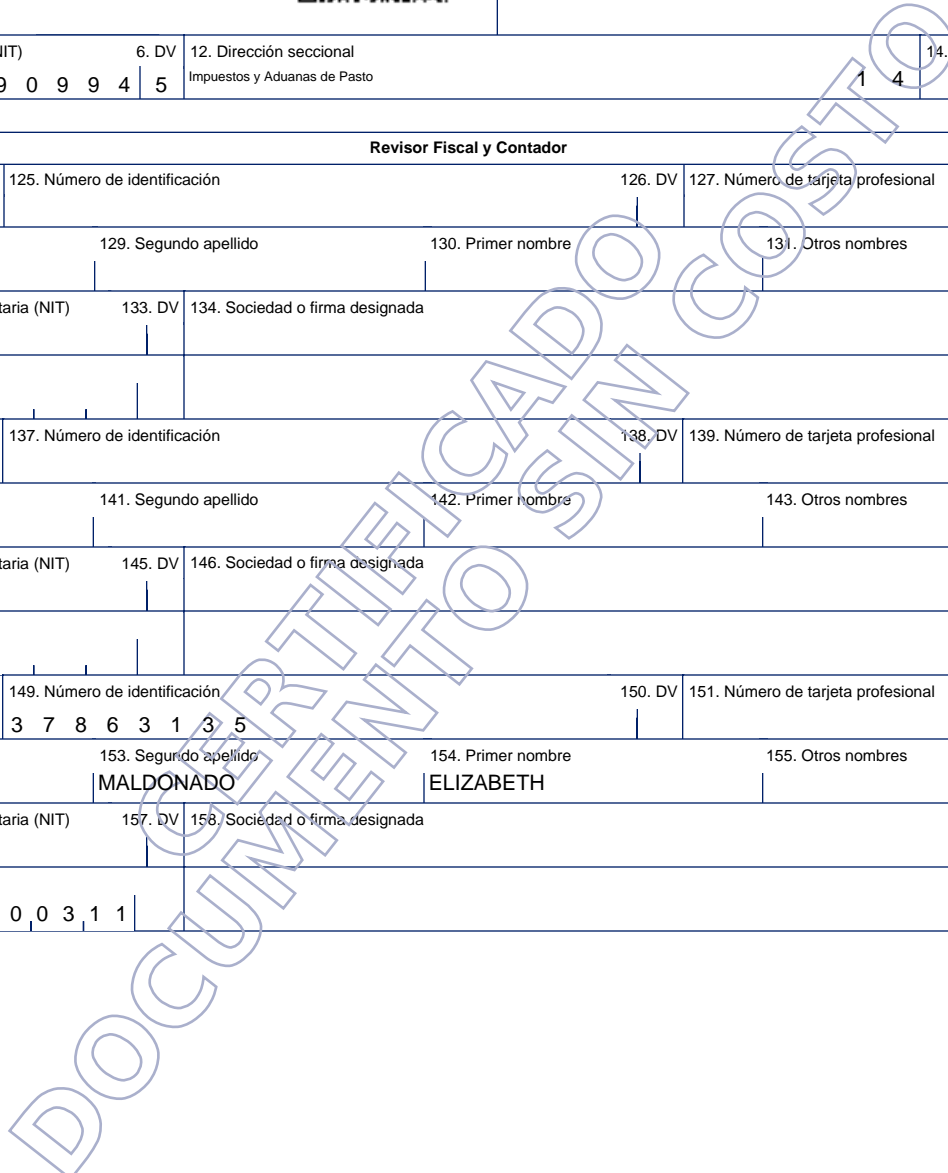 NIT) 6. DV 12. Dirección seccional 14.
9 0 9 9 4 5 Impuestos y Aduanas de Pasto 1 4
Revisor Fiscal y Contador
125. Número de identificación 126. DV 127. Número de tarjeta profesional
129. Segundo apellido 130. Primer nombre 131. Otros nombres
taria (NIT) 133. DV 134. Sociedad o firma designada
137. Número de identificación 138. DV 139. Número de tarjeta profesional
141. Segundo apellido 142. Primer nombre 143. Otros nombres
taria (NIT) 145. DV 146. Sociedad o firma designada
149. Número de identificación 150. DV 151. Número de tarjeta profesional
3 7 8 6 3 1 3 5
153. Segundo apellido 154. Primer nombre 155. Otros nombres
MALDONADO ELIZABETH
taria (NIT) 157. DV 158. Sociedad o firma designada
0 0 3 1 1
CERTIFICADO
DOCUMENTO SIN COSTO